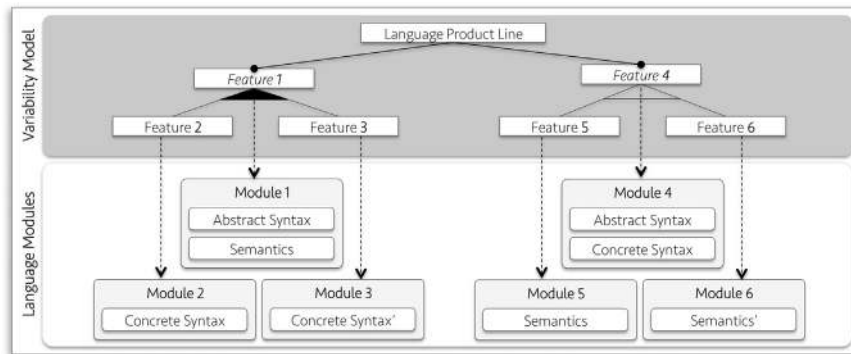 Variability Model
Language Product Line
Feature 1
Feature 4
Feature 2
Feature 3
Feature 5
Feature 6
Language Modules
Module 1
Abstract Syntax
Semantics
Module 4
Abstract Syntax
Concrete Syntax
Module 2
Concrete Syntax
Module 3
Concrete Syntax'
Module 5
Semantics
Module 6
Semantics'